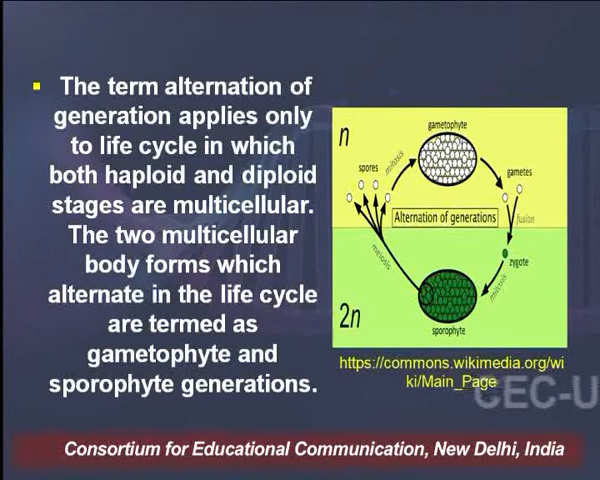 The term alternation of
generation applies only
to life cycle in which
both haploid and diploid
stages are multicellular.
The two multicellular
body forms which
alternate in the life cycle
are termed as
gametophyte and
sporophyte generations.
n
gametophyte
spores
mitosis
gametes
Alternation of generations
fusion
meiosis
zygote
mitosis
2n
sporophyte
https://commons.wikimedia.org/wi
ki/Main_Page
CEC-U
Consortium for Educational Communication, New Delhi, India